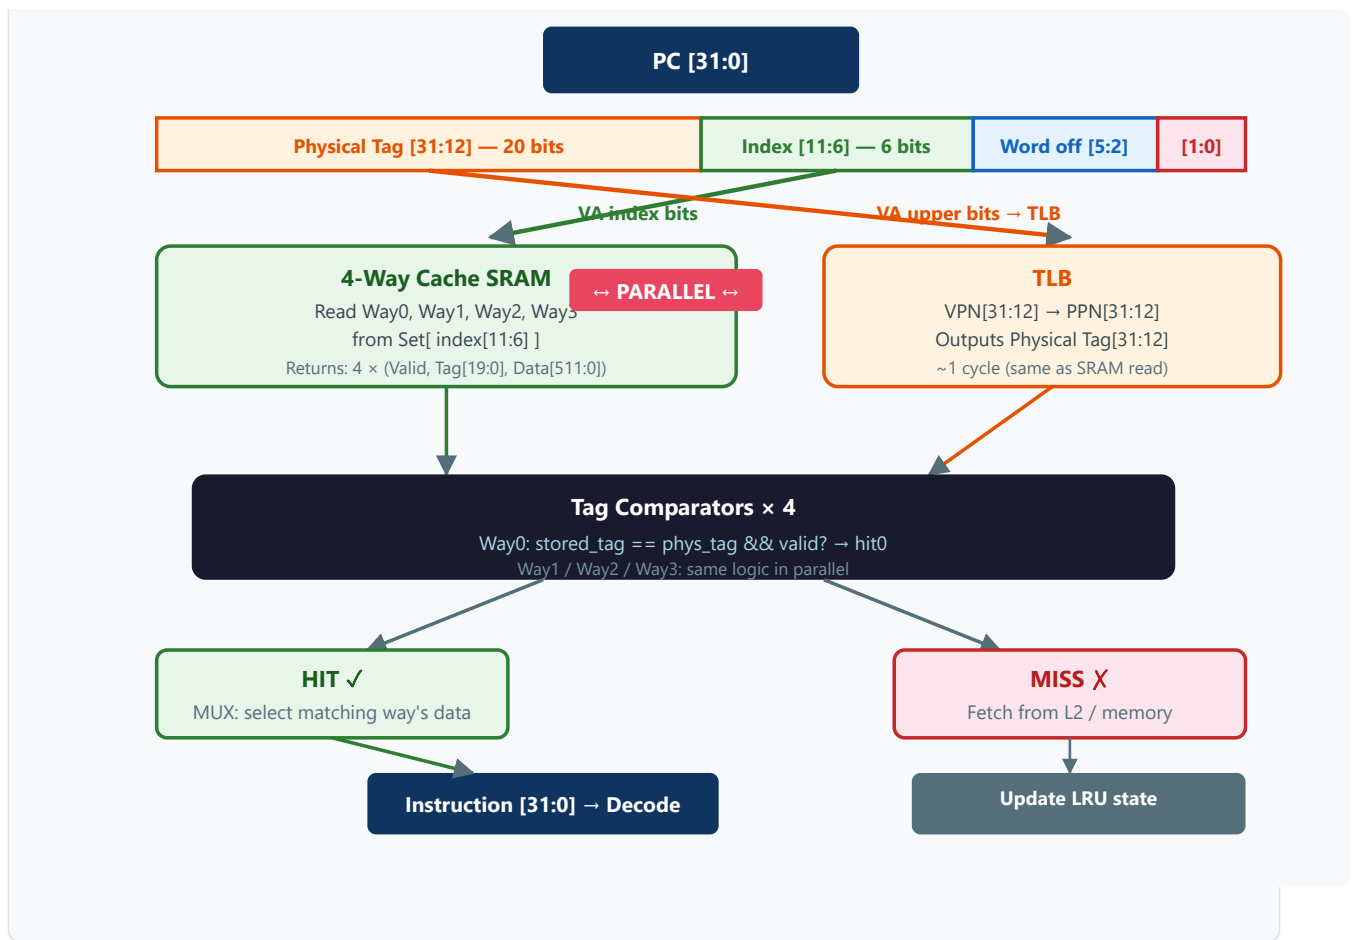 PC [31:0]
Physical Tag [31:12] — 20 bits
Index [11:6] — 6 bits
Word off [5:2]
[1:0]
VA index bits
VA upper bits → TLB
4-Way Cache SRAM
Read Way0, Way1, Way2, Way3
from Set[ index[11:6] ]
Returns: 4 × (Valid, Tag[19:0], Data[511:0])
↔ PARALLEL ↔
TLB
VPN[31:12] → PPN[31:12]
Outputs Physical Tag[31:12]
~1 cycle (same as SRAM read)
Tag Comparators × 4
Way0: stored_tag == phys_tag && valid? → hit0
Way1 / Way2 / Way3: same logic in parallel
HIT ✓
MUX: select matching way's data
MISS ✗
Fetch from L2 / memory
Instruction [31:0] → Decode
Update LRU state